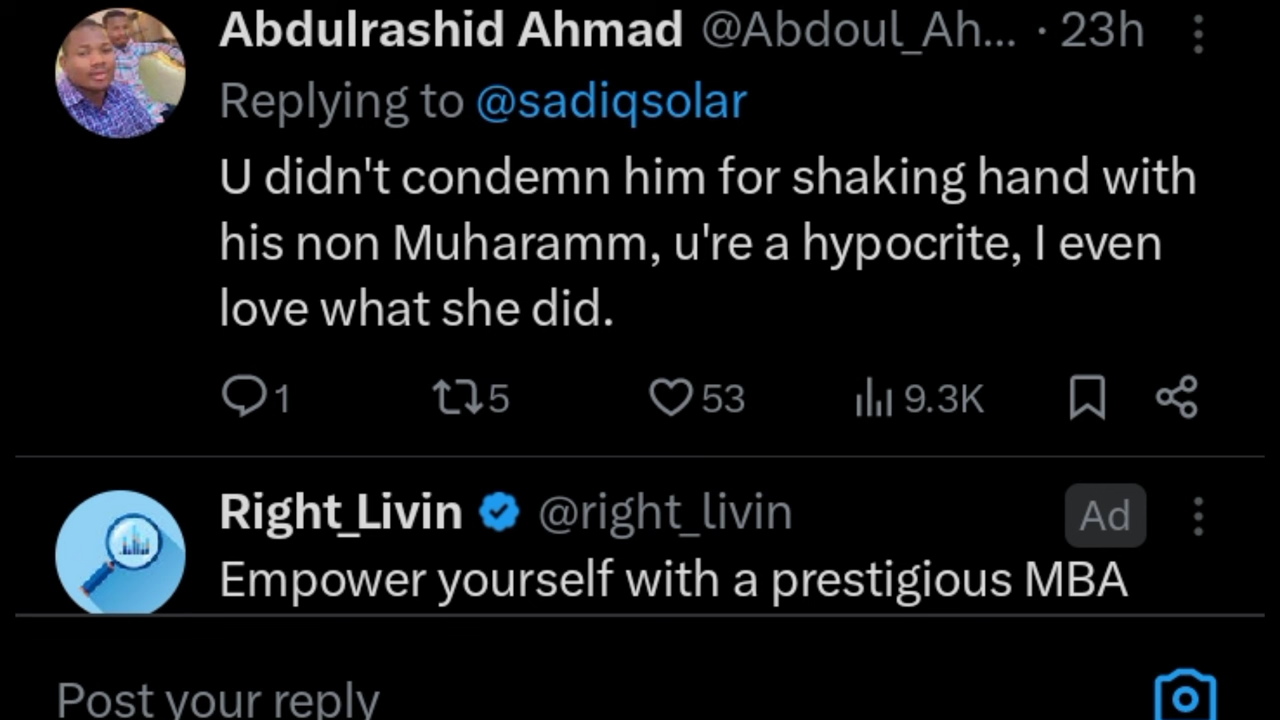 Abdulrashid Ahmad @Abdoul_Ah... · 23h
Replying to @sadiqsolar
U didn't condemn him for shaking hand with
his non Muharamm, u're a hypocrite, I even
love what she did.
1 5 53 9.3K
Right_Livin @right_livin Ad
Empower yourself with a prestigious MBA
Post your reply